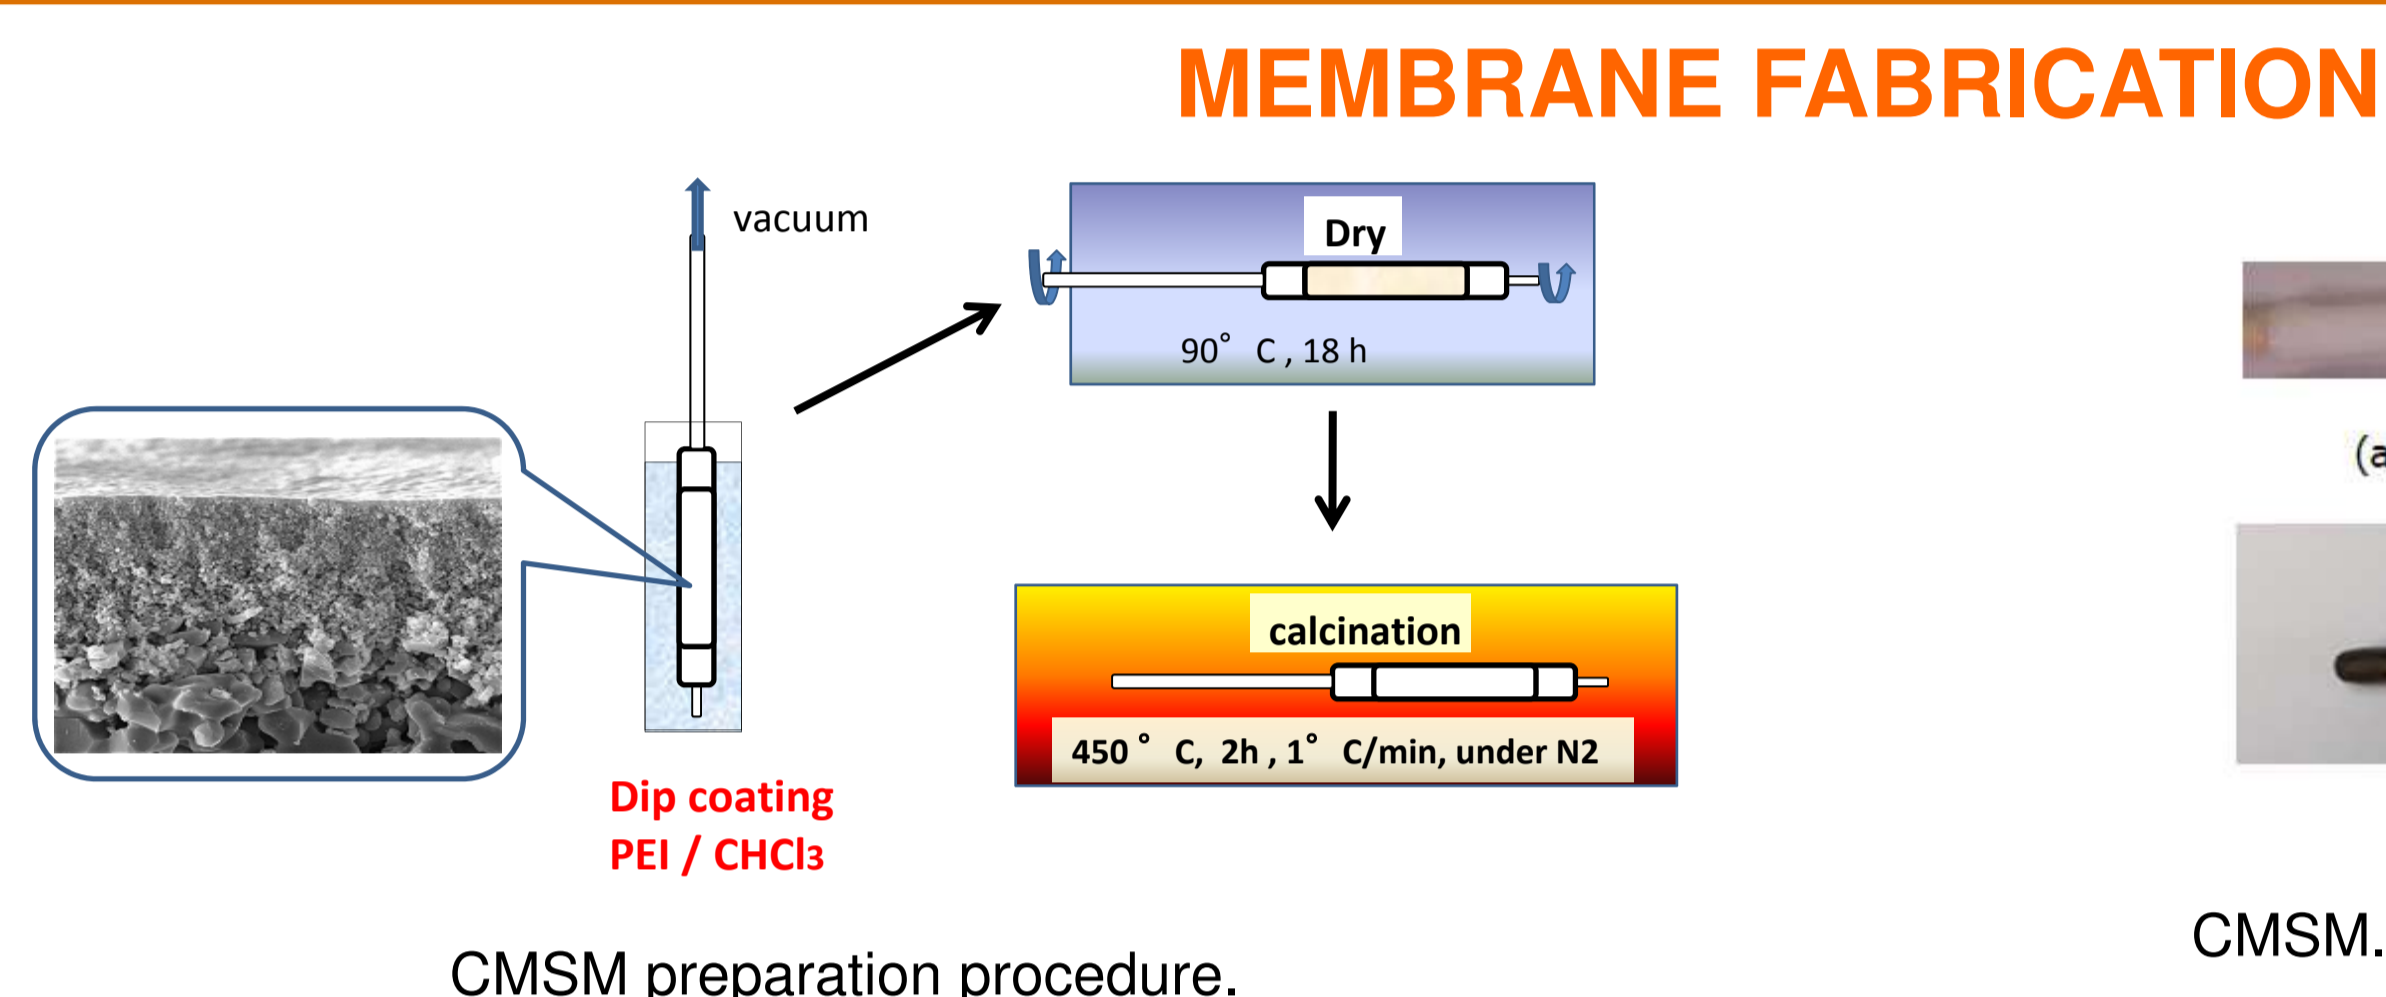 MEMBRANE FABRICATION
vacuum
Dry
90° C , 18 h
calcination
450 ° C, 2h , 1° C/min, under N2
Dip coating
PEI / CHCl3
(a
CMSM.
CMSM preparation procedure.